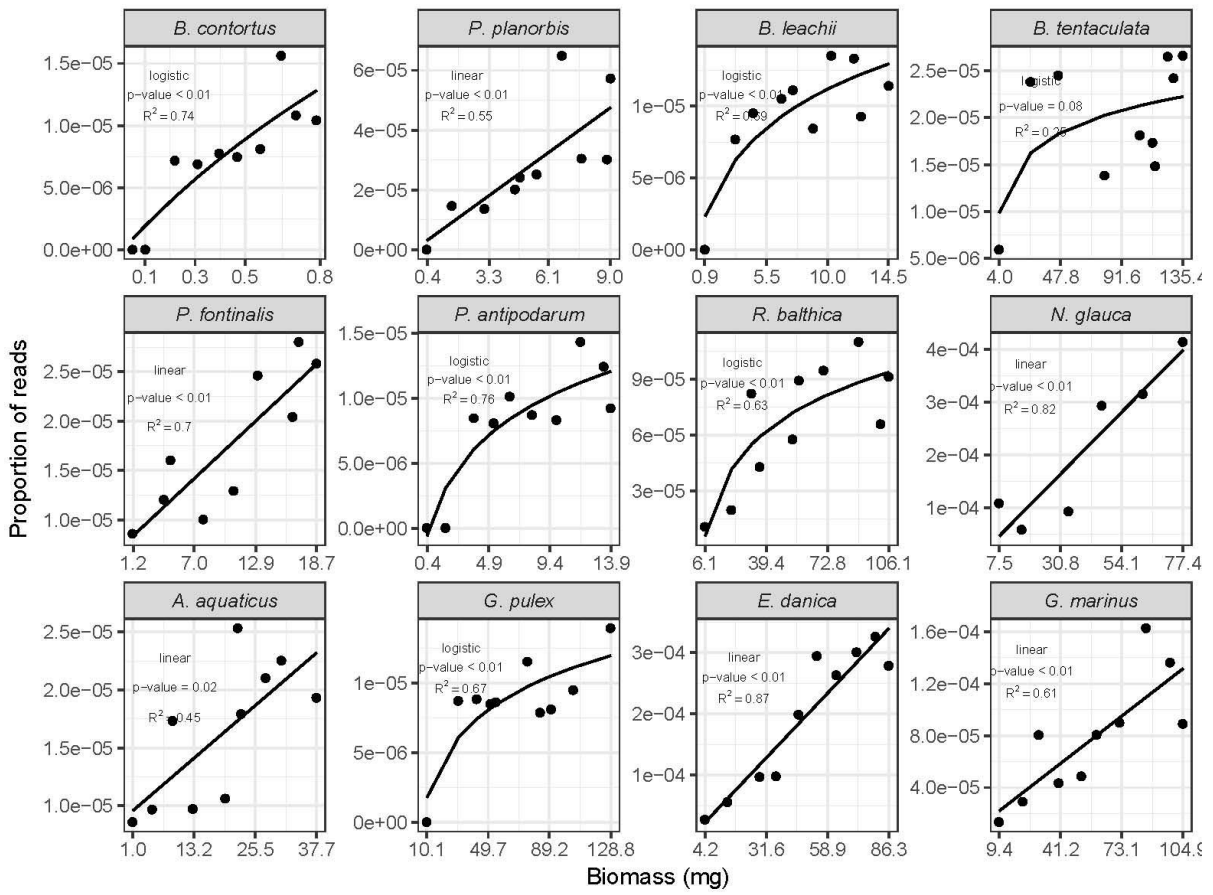 Proportion of reads
B. contortus
1.5e−05
1.0e−05
5.0e−06
0.0e+00
logistic
p−value < 0.01
R² = 0.74
0.1 0.3 0.5 0.8
P. planorbis
6e−05
4e−05
2e−05
0e+00
linear
p−value < 0.01
R² = 0.55
0.4 3.3 6.1 9.0
B. leachii
1e−05
5e−06
0e+00
logistic
p−value < 0.01
R² = 0.69
0.9 5.5 10.0 14.5
B. tentaculata
2.5e−05
2.0e−05
1.5e−05
1.0e−05
5.0e−06
logistic
p−value = 0.08
R² = 0.25
4.0 47.8 91.6 135.4
P. fontinalis
2.5e−05
2.0e−05
1.5e−05
1.0e−05
linear
p−value < 0.01
R² = 0.7
1.2 7.0 12.9 18.7
P. antipodarum
1.5e−05
1.0e−05
5.0e−06
0.0e+00
logistic
p−value < 0.01
R² = 0.76
0.4 4.9 9.4 13.9
R. balthica
9e−05
6e−05
3e−05
logistic
p−value < 0.01
R² = 0.63
6.1 39.4 72.8 106.1
N. glauca
4e−04
3e−04
2e−04
1e−04
linear
p−value < 0.01
R² = 0.82
7.5 30.8 54.1 77.4
A. aquaticus
2.5e−05
2.0e−05
1.5e−05
1.0e−05
linear
p−value = 0.02
R² = 0.45
1.0 13.2 25.5 37.7
G. pulex
1e−05
5e−06
0e+00
logistic
p−value < 0.01
R² = 0.67
10.1 49.7 89.2 128.8
E. danica
3e−04
2e−04
1e−04
linear
p−value < 0.01
R² = 0.87
4.2 31.6 58.9 86.3
G. marinus
1.6e−04
1.2e−04
8.0e−05
4.0e−05
linear
p−value < 0.01
R² = 0.61
9.4 41.2 73.1 104.9
Biomass (mg)